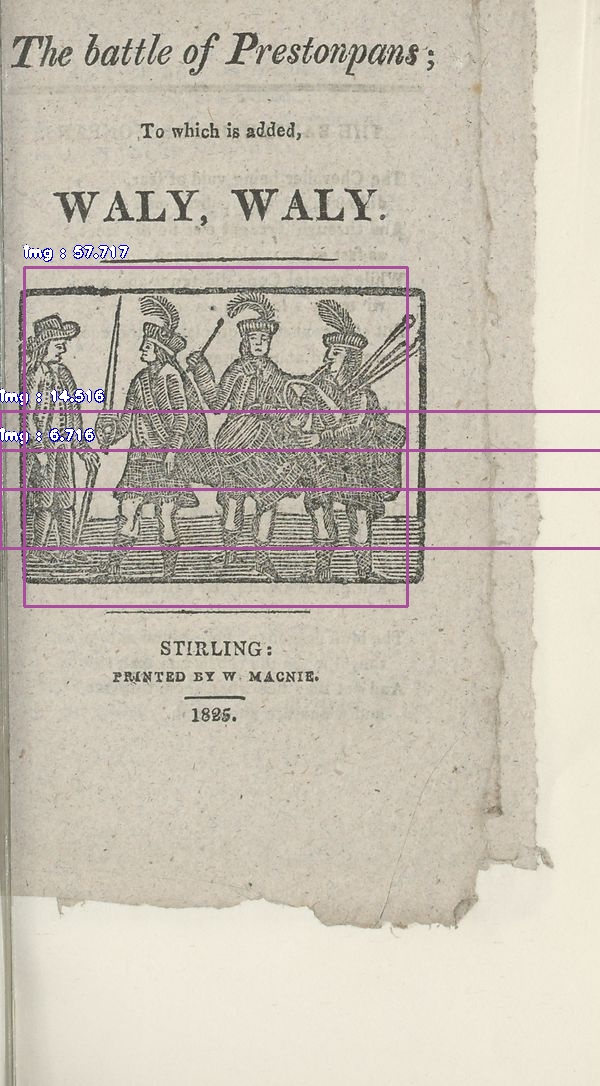 The battle of Prestonpans;
To which is added,
WALY, WALY.
img : 57.717
img : 14.516
img : 6.716
STIRLING:
PRINTED BY W. MACNIE.
1825.